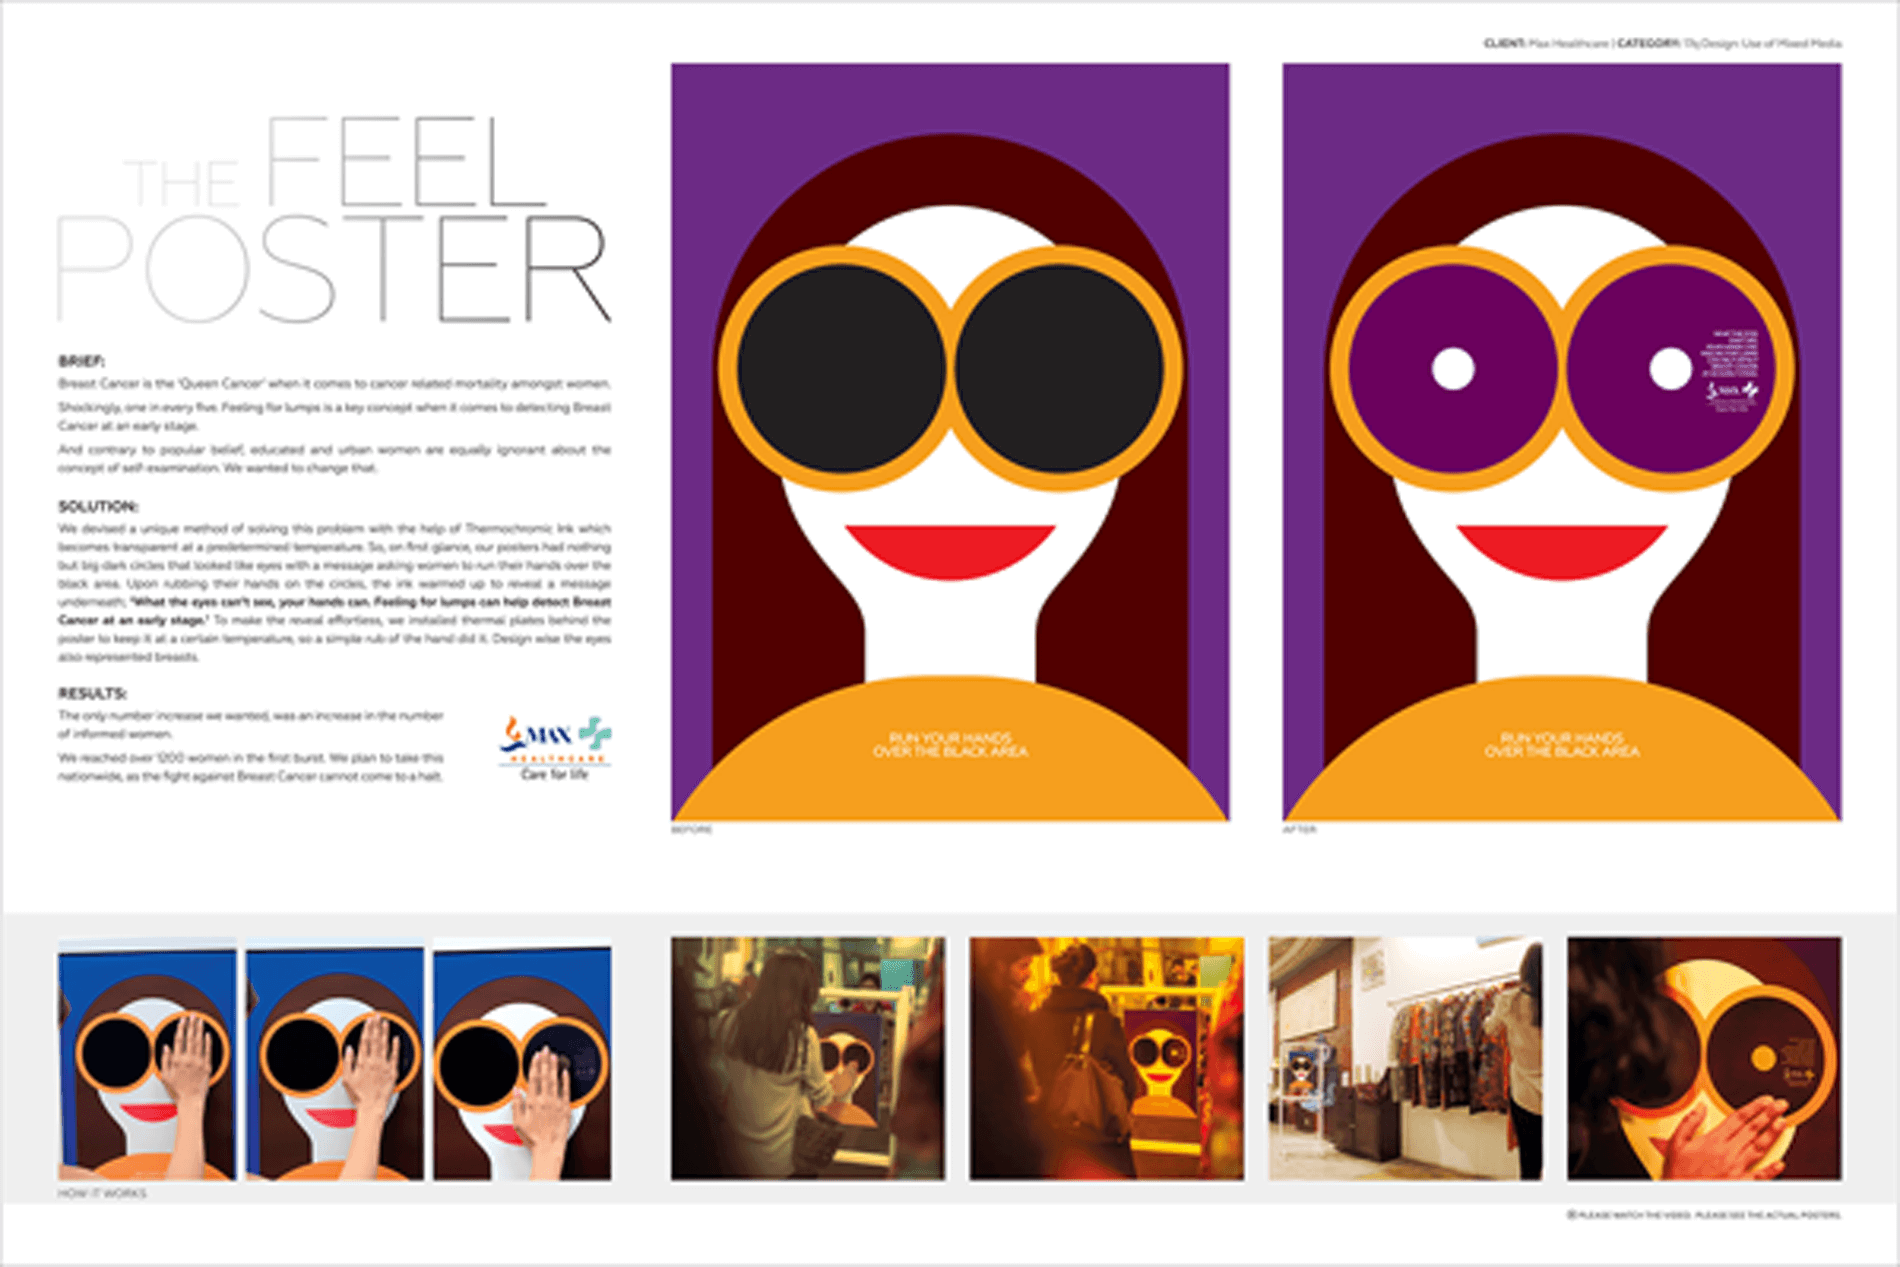 CLIENT: Max Healthcare | CATEGORY: Design: Use of Mixed Media
THE FEEL
POSTER
BRIEF:
Breast Cancer is the 'Queen Cancer' when it comes to cancer related mortality amongst women.
Shockingly, one in every five. Feeling for lumps is a key concept when it comes to detecting Breast
Cancer at an early stage.
And contrary to popular belief, educated and urban women are equally ignorant about the
concept of self-examination. We wanted to change that.
SOLUTION:
We devised a unique method of solving this problem with the help of Thermochromic Ink which
becomes transparent at a predetermined temperature. So, on first glance, our posters had nothing
but big dark circles that looked like eyes with a message asking women to run their hands over the
black area. Upon rubbing their hands on the circles, the ink warmed up to reveal a message
underneath; "What the eyes can't see, your hands can. Feeling for lumps can help detect Breast
Cancer at an early stage." To make the reveal effortless, we installed thermal plates behind the
poster to keep it at a certain temperature, so a simple rub of the hand did it. Design wise the eyes
also represented breasts.
RESULTS:
The only number increase we wanted, was an increase in the number
of informed women.
We reached over 1200 women in the first burst. We plan to take this
nationwide, as the fight against Breast Cancer cannot come to a halt.
MAX
HEALTHCARE
Care for life
RUN YOUR HANDS
OVER THE BLACK AREA
BEFORE
RUN YOUR HANDS
OVER THE BLACK AREA
AFTER
HOW IT WORKS
PLEASE WATCH THE VIDEO. PLEASE SEE THE ACTUAL POSTERS.